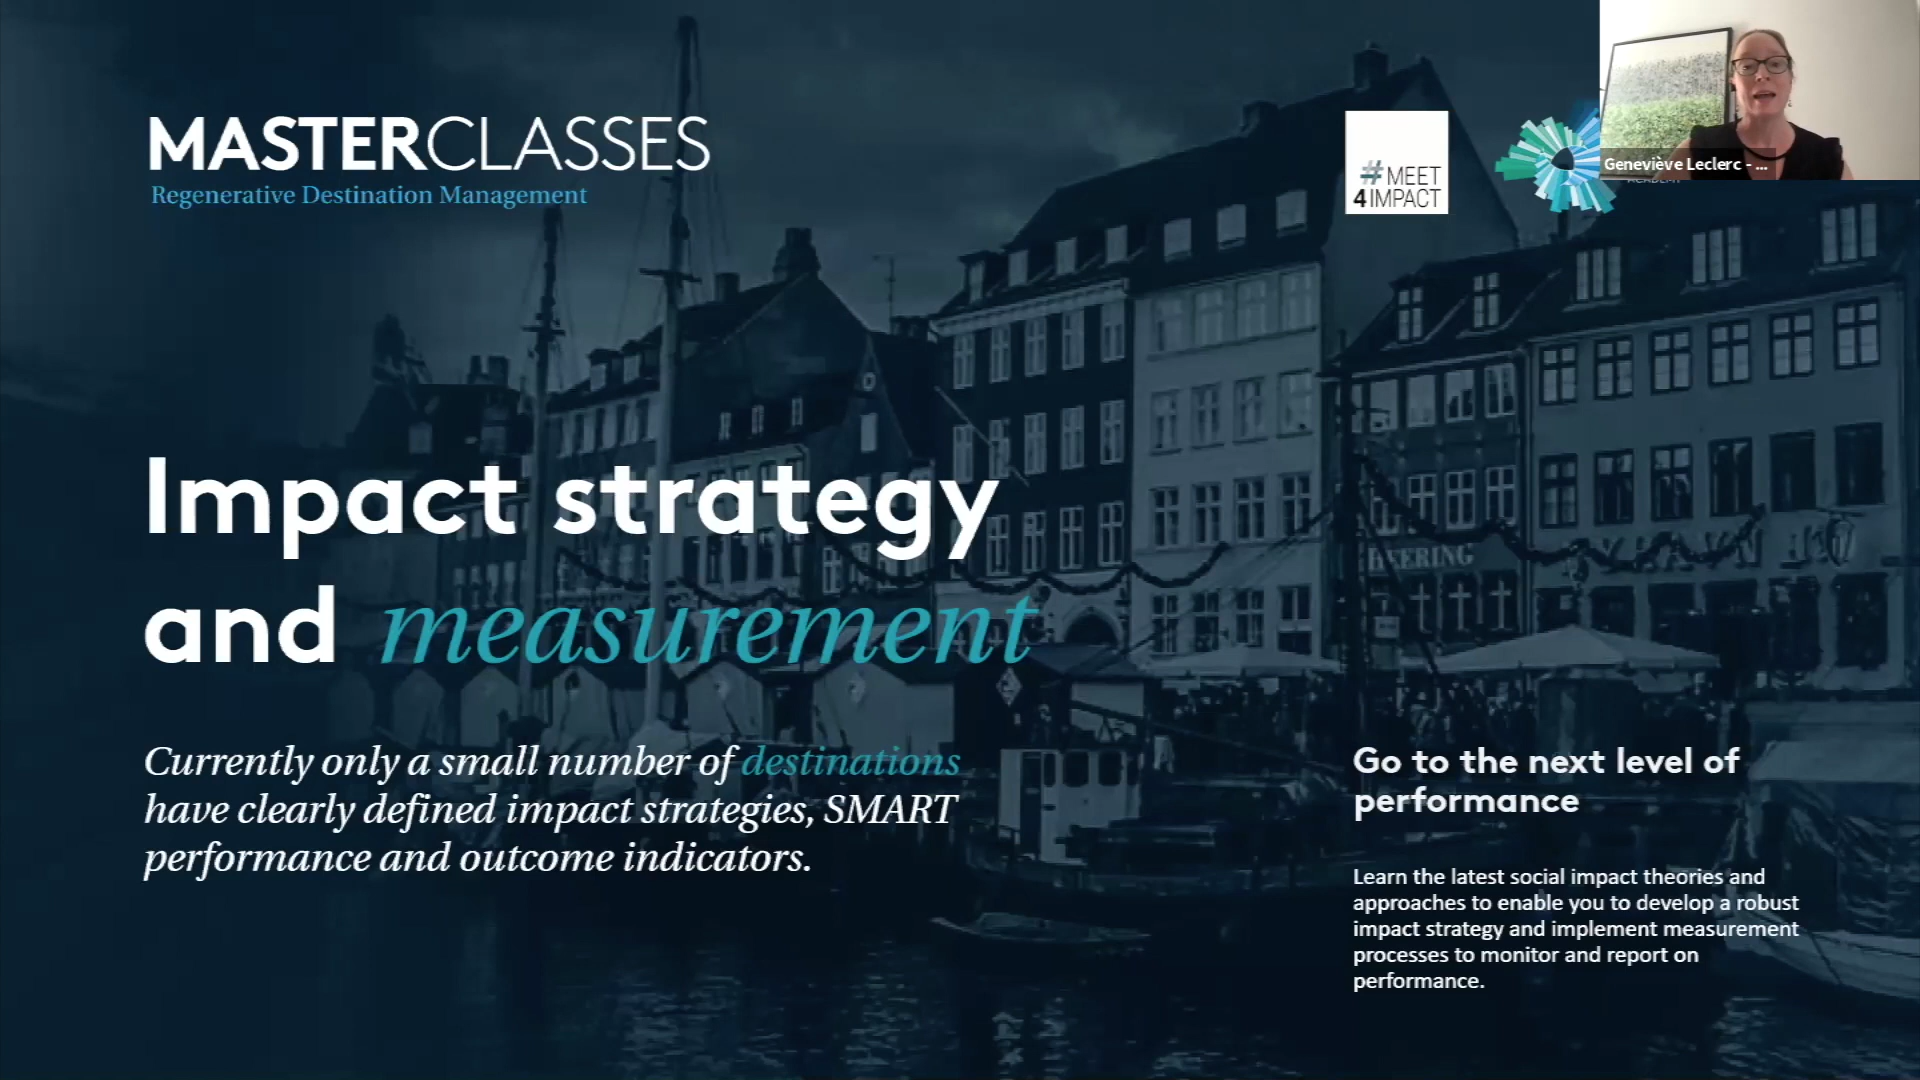 MASTERCLASSES
Regenerative Destination Management
#MEET
4IMPACT
Geneviève Leclerc - ...
Impact strategy
and measurement
HEERING
Currently only a small number of destinations
have clearly defined impact strategies, SMART
performance and outcome indicators.
Go to the next level of
performance
Learn the latest social impact theories and
approaches to enable you to develop a robust
impact strategy and implement measurement
processes to monitor and report on
performance.